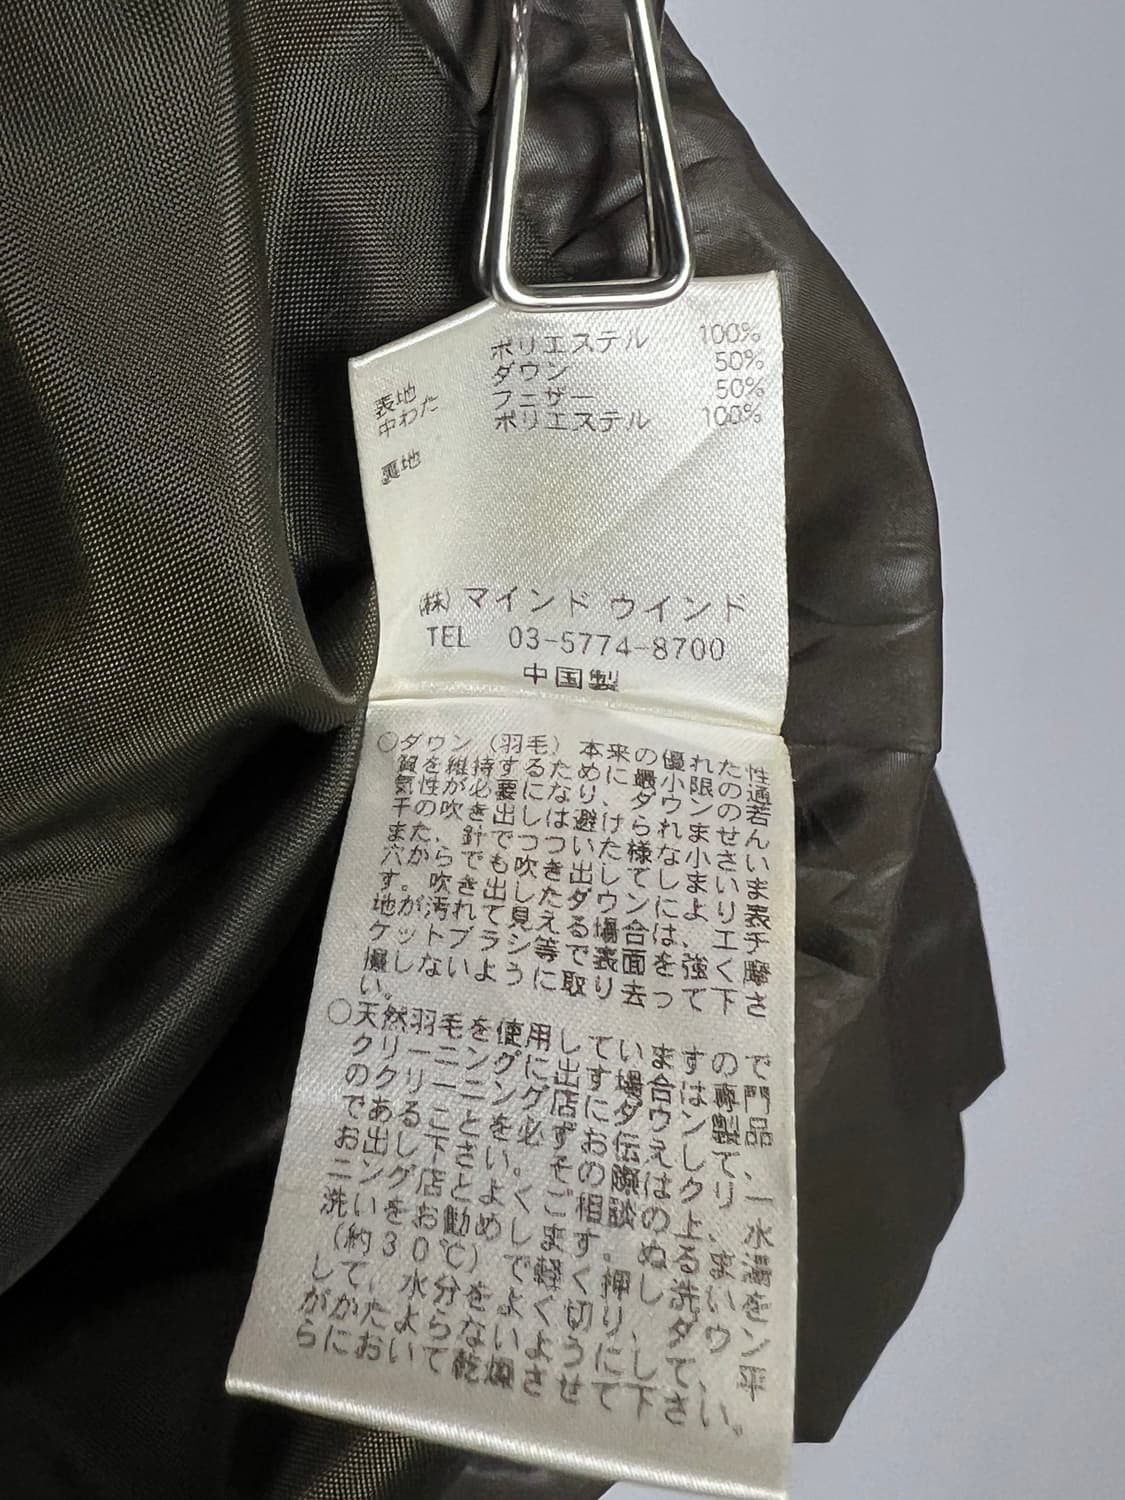 表地 ポリエステル 100%
中わた ダウン 50%
フェザー 50%
裏地 ポリエステル 100%
(株) マインド ウインド
TEL 03-5774-8700
中国製
○ダウン(羽毛)本来の優れた性
質を維持するために、最小限の通
気性が必要になり、ダウンの若
干の吹き出しは避けられません
また、針でつついた様な小さい
穴からでも吹き出してしまいま
す。吹き出したダウンにより表
地が汚れて見える場合は、エチ
ケットブラシ等で表面を強く摩
擦しないように取り去って下さ
い。
○天然羽毛を使用していますので
クリーニングに出す場合は専門
のクリーニング店にダウン製品
であることを必ずお伝えして、
お出し下さい。その際はクリー
ニング店とよくご相談の上、水
洗いをお勧めします。ぬるま湯
(約30℃)で軽く押し洗いを
して、水分をよく切り、ダウン
がかたよらないようにして、平
らにおいて乾燥させて下さい。